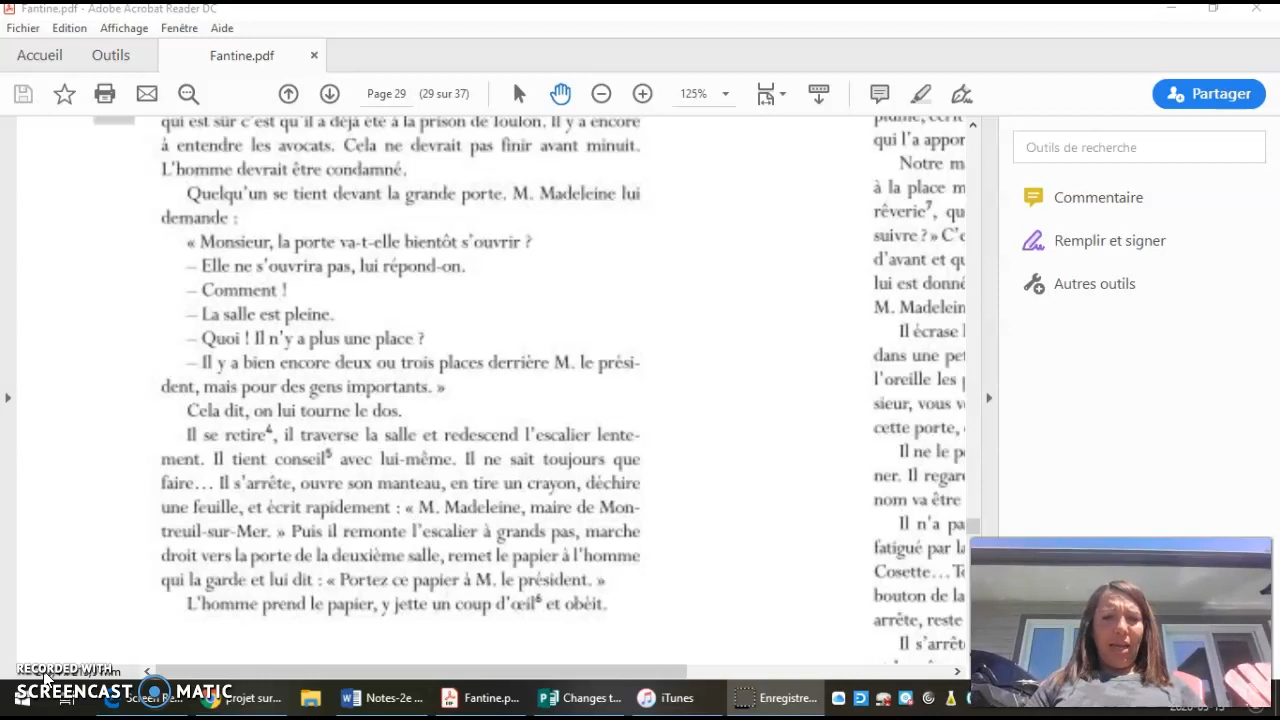 Fantine.pdf - Adobe Acrobat Reader DC
Fichier Edition Affichage Fenêtre Aide
Accueil Outils Fantine.pdf ×
Page 29 (29 sur 37) 125% Partager
qui est sûr c'est qu'il a déjà été à la prison de Toulon. Il y a encore
à entendre les avocats. Cela ne devrait pas finir avant minuit.
L'homme devrait être condamné.
Quelqu'un se tient devant la grande porte. M. Madeleine lui
demande :
« Monsieur, la porte va-t-elle bientôt s'ouvrir ?
– Elle ne s'ouvrira pas, lui répond-on.
– Comment !
– La salle est pleine.
– Quoi ! Il n'y a plus une place ?
– Il y a bien encore deux ou trois places derrière M. le prési-
dent, mais pour des gens importants. »
Cela dit, on lui tourne le dos.
Il se retire⁴, il traverse la salle et redescend l'escalier lente-
ment. Il tient conseil⁵ avec lui-même. Il ne sait toujours que
faire… Il s'arrête, ouvre son manteau, en tire un crayon, déchire
une feuille, et écrit rapidement : « M. Madeleine, maire de Mon-
treuil-sur-Mer. » Puis il remonte l'escalier à grands pas, marche
droit vers la porte de la deuxième salle, remet le papier à l'homme
qui la garde et lui dit : « Portez ce papier à M. le président. »
L'homme prend le papier, y jette un coup d'œil⁶ et obéit.
plume, écrit
qui l'a appor
Notre m
à la place m
rêverie⁷, qu
suivre ? » C'e
d'avant et qu
lui est donné
M. Madelein
Il écrase
dans une pe
l'oreille les
sieur, vous v
cette porte,
Il ne le p
ner. Il regar
nom va être
Il n'a pa
fatigué par la
Cosette… To
bouton de la
arrête, reste
Il s'arrêt
Outils de recherche
Commentaire
Remplir et signer
Autres outils
RECORDED WITH
SCREENCAST MATIC
Screen Re... projet sur... Notes-2e ... Fantine.p... Changes t... iTunes Enregistre...